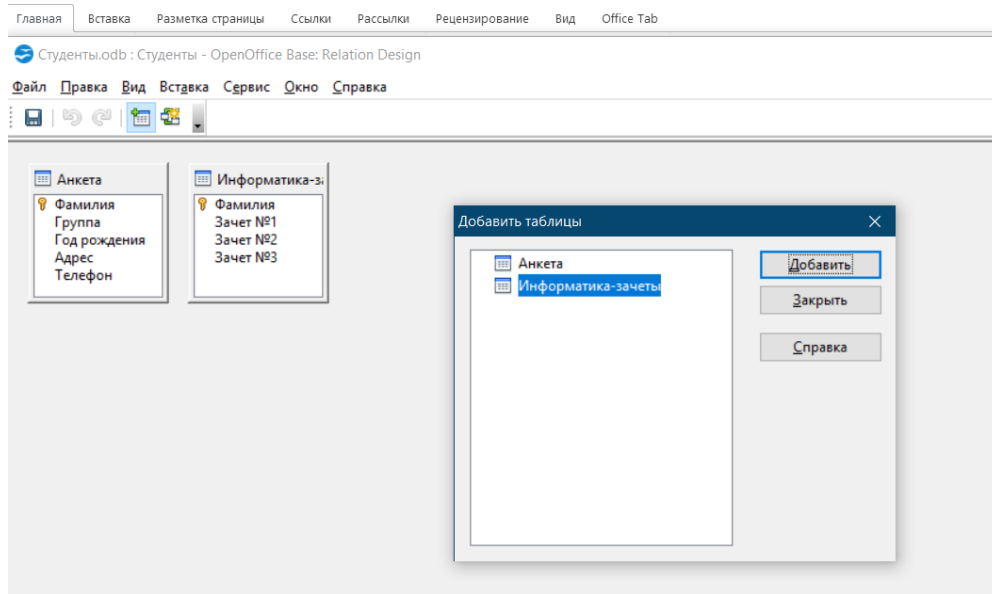 Главная Вставка Разметка страницы Ссылки Рассылки Рецензирование Вид Office Tab
Студенты.odb : Студенты - OpenOffice Base: Relation Design
Файл Правка Вид Вставка Сервис Окно Справка
Анкета
Фамилия
Группа
Год рождения
Адрес
Телефон
Информатика-за
Фамилия
Зачет №1
Зачет №2
Зачет №3
Добавить таблицы
Анкета
Информатика-зачеты
Добавить
Закрыть
Справка